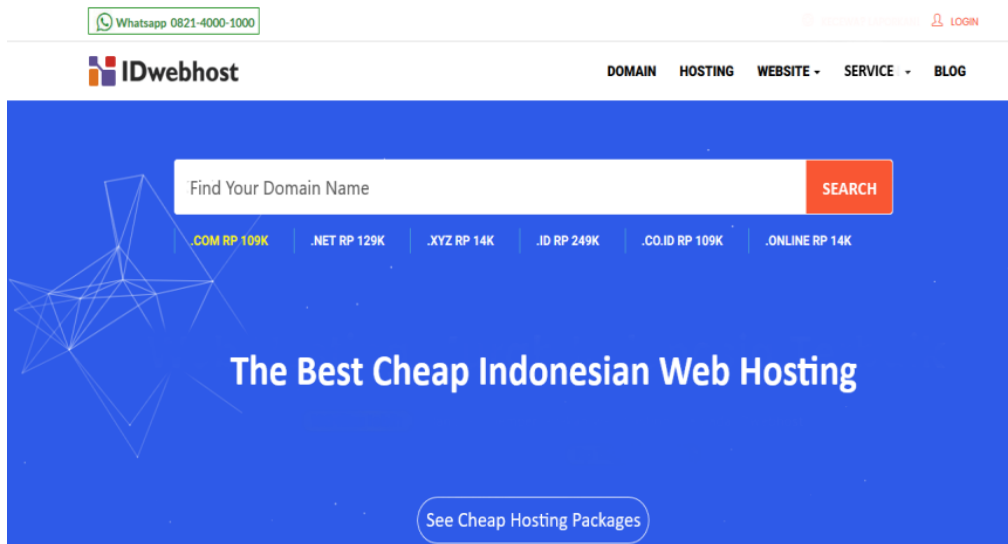 Whatsapp 0821-4000-1000
LOGIN
IDwebhost
DOMAIN HOSTING WEBSITE SERVICE BLOG
Find Your Domain Name SEARCH
.COM RP 109K .NET RP 129K .XYZ RP 14K .ID RP 249K .CO.ID RP 109K .ONLINE RP 14K
The Best Cheap Indonesian Web Hosting
See Cheap Hosting Packages